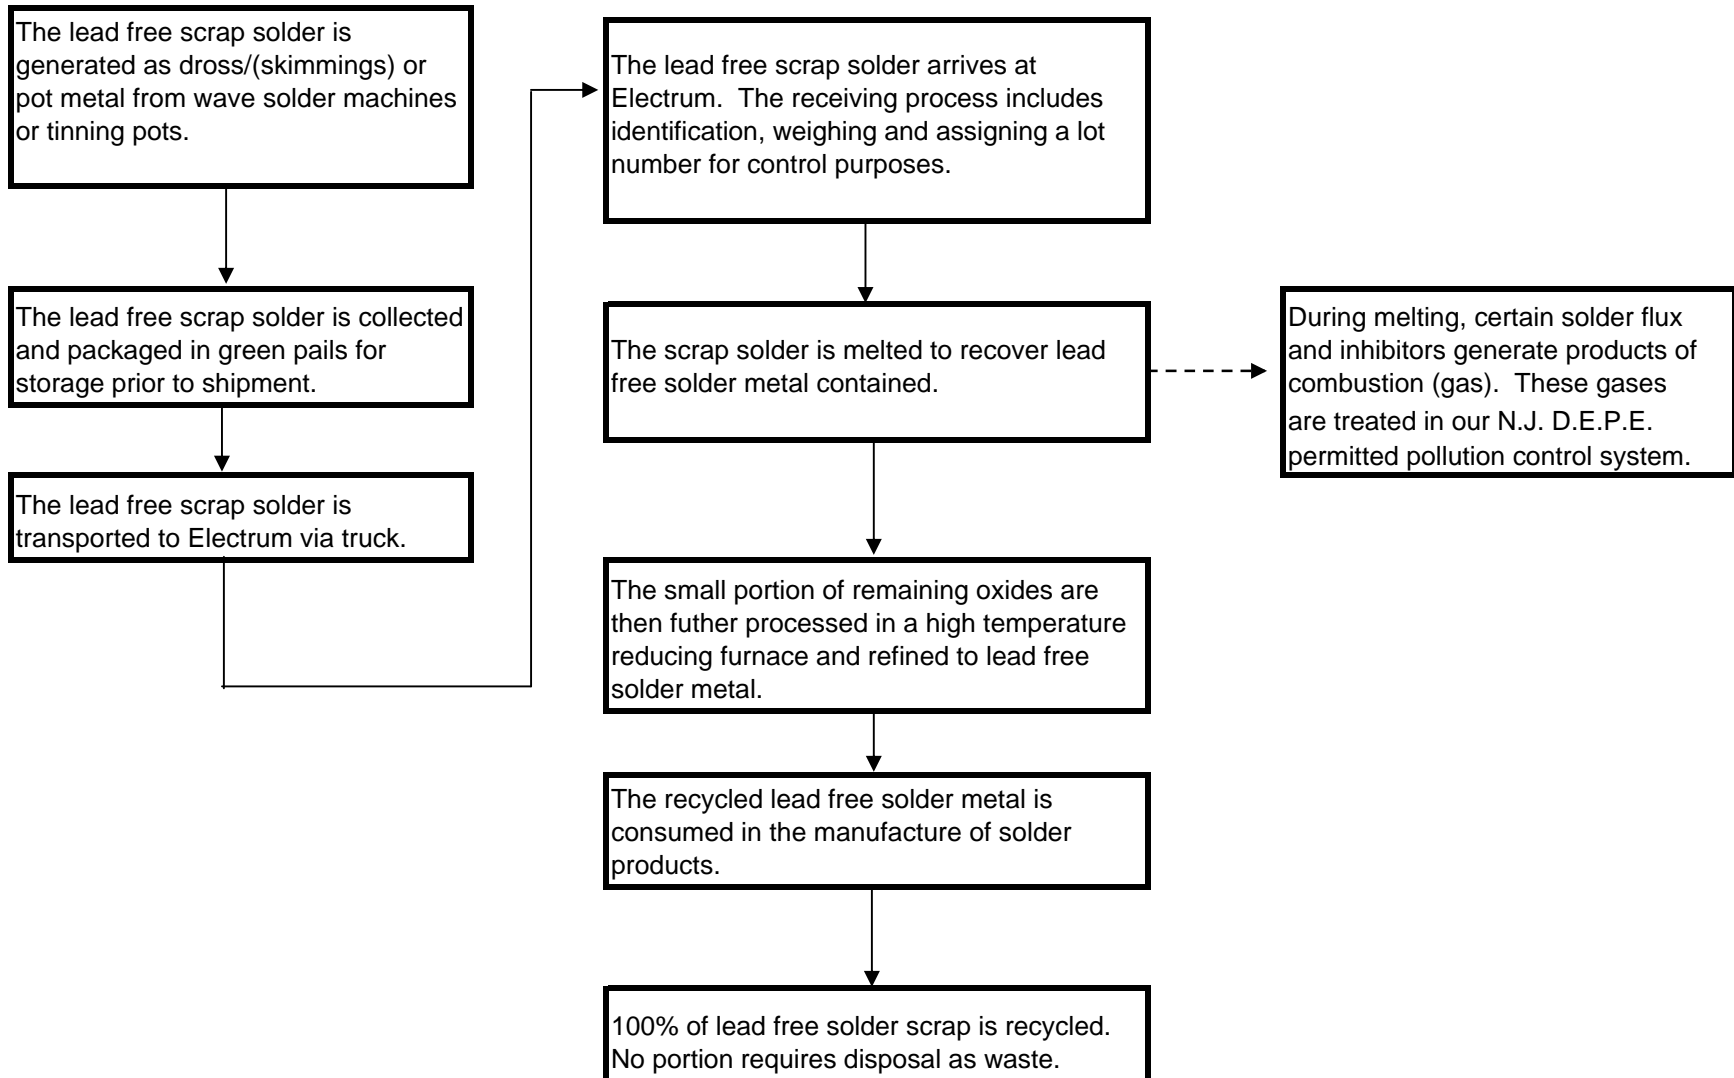 The lead free scrap solder is
generated as dross/(skimmings) or
pot metal from wave solder machines
or tinning pots.
The lead free scrap solder is collected
and packaged in green pails for
storage prior to shipment.
The lead free scrap solder is
transported to Electrum via truck.
The lead free scrap solder arrives at
Electrum.  The receiving process includes
identification, weighing and assigning a lot
number for control purposes.
The scrap solder is melted to recover lead
free solder metal contained.
During melting, certain solder flux
and inhibitors generate products of
combustion (gas).  These gases
are treated in our N.J. D.E.P.E.
permitted pollution control system.
The small portion of remaining oxides are
then futher processed in a high temperature
reducing furnace and refined to lead free
solder metal.
The recycled lead free solder metal is
consumed in the manufacture of solder
products.
100% of lead free solder scrap is recycled.
No portion requires disposal as waste.